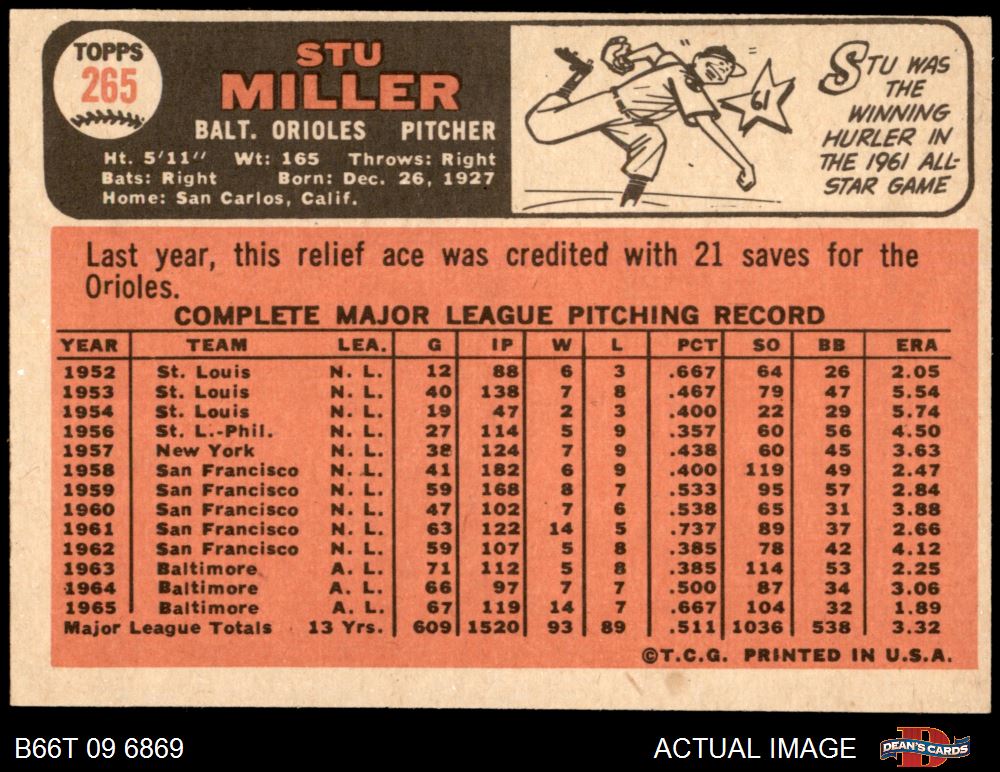 TOPPS
265
STU
MILLER
BALT. ORIOLES PITCHER
Ht. 5'11" Wt: 165 Throws: Right
Bats: Right Born: Dec. 26, 1927
Home: San Carlos, Calif.
61
STU WAS
THE
WINNING
HURLER IN
THE 1961 ALL-
STAR GAME
Last year, this relief ace was credited with 21 saves for the
Orioles.
COMPLETE MAJOR LEAGUE PITCHING RECORD
YEAR TEAM LEA. G IP W L PCT SO BB ERA
1952 St. Louis N. L. 12 88 6 3 .667 64 26 2.05
1953 St. Louis N. L. 40 138 7 8 .467 79 47 5.54
1954 St. Louis N. L. 19 47 2 3 .400 22 29 5.74
1956 St. L.-Phil. N. L. 27 114 5 9 .357 60 56 4.50
1957 New York N. L. 38 124 7 9 .438 60 45 3.63
1958 San Francisco N. L. 41 182 6 9 .400 119 49 2.47
1959 San Francisco N. L. 59 168 8 7 .533 95 57 2.84
1960 San Francisco N. L. 47 102 7 6 .538 65 31 3.88
1961 San Francisco N. L. 63 122 14 5 .737 89 37 2.66
1962 San Francisco N. L. 59 107 5 8 .385 78 42 4.12
1963 Baltimore A. L. 71 112 5 8 .385 114 53 2.25
1964 Baltimore A. L. 66 97 7 7 .500 87 34 3.06
1965 Baltimore A. L. 67 119 14 7 .667 104 32 1.89
Major League Totals 13 Yrs. 609 1520 93 89 .511 1036 538 3.32
©T.C.G. PRINTED IN U.S.A.
B66T 09 6869 ACTUAL IMAGE D DEAN'S CARDS